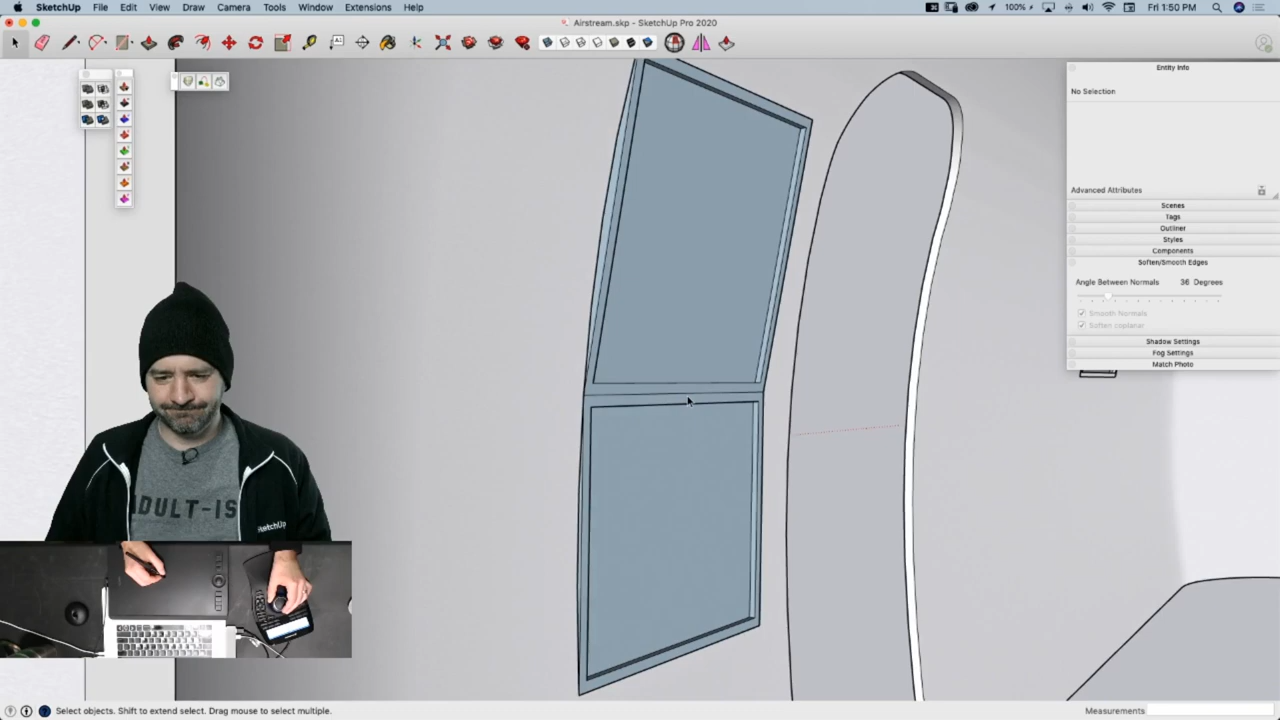 SketchUp File Edit View Draw Camera Tools Window Extensions Help
100% Fri 1:50 PM
Airstream.skp - SketchUp Pro 2020
Entity Info
No Selection
Advanced Attributes
Scenes
Tags
Outliner
Styles
Components
Soften/Smooth Edges
Angle Between Normals 36 Degrees
Smooth Normals
Soften coplanar
Shadow Settings
Fog Settings
Match Photo
ADULT-IS
SketchUp
Select objects. Shift to extend select. Drag mouse to select multiple.
Measurements